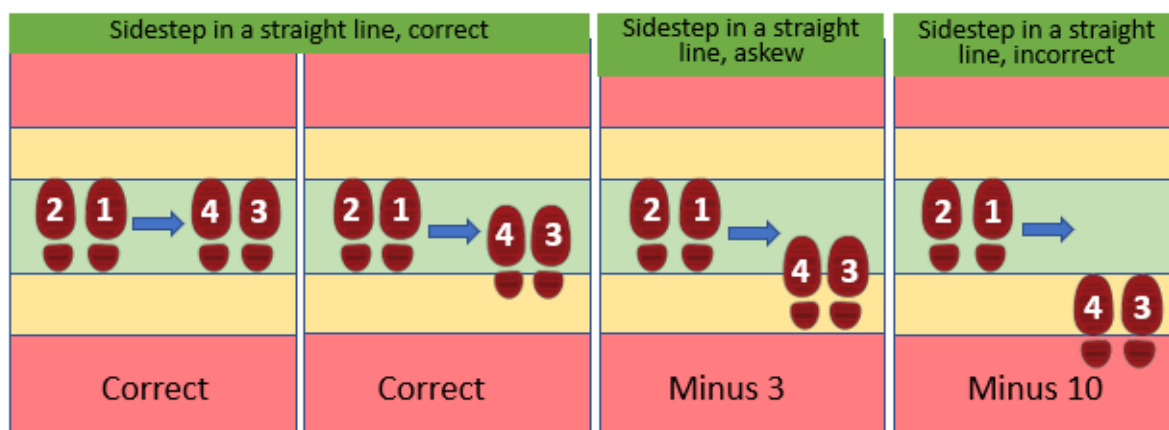 Sidestep in a straight line, correct
Sidestep in a straight
line, askew
Sidestep in a straight
line, incorrect
2 1 4 3
2 1 4 3
2 1 4 3
2 1 4 3
Correct
Correct
Minus 3
Minus 10